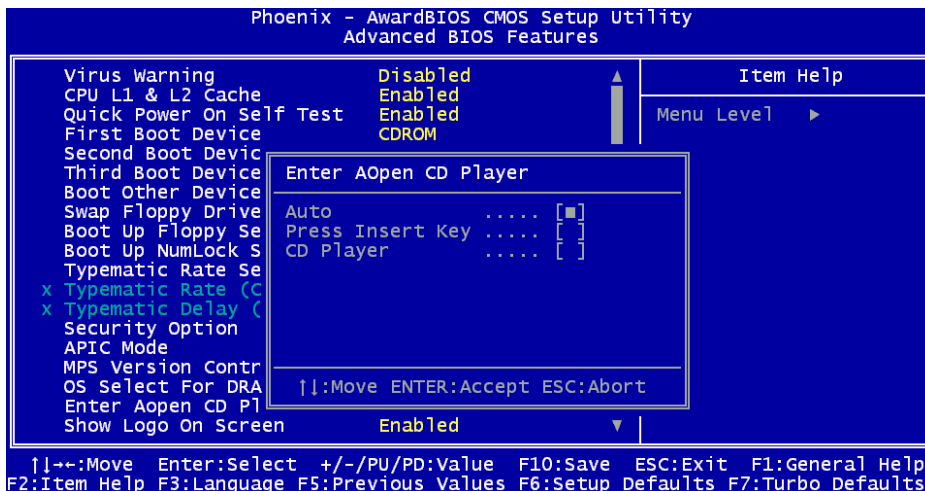 Phoenix - AwardBIOS CMOS Setup Utility
Advanced BIOS Features
Virus Warning Disabled ▲
CPU L1 & L2 Cache Enabled
Quick Power On Self Test Enabled
First Boot Device CDROM
Second Boot Devic
Third Boot Device
Boot Other Device
Swap Floppy Drive
Boot Up Floppy Se
Boot Up NumLock S
Typematic Rate Se
x Typematic Rate (C
x Typematic Delay (
Security Option
APIC Mode
MPS Version Contr
OS Select For DRA
Enter Aopen CD Pl
Show Logo On Screen Enabled ▼
Item Help
Menu Level ▶
Enter AOpen CD Player
Auto ..... [■]
Press Insert Key ..... [ ]
CD Player ..... [ ]
↑↓:Move ENTER:Accept ESC:Abort
↑↓→←:Move Enter:Select +/-/PU/PD:Value F10:Save ESC:Exit F1:General Help
F2:Item Help F3:Language F5:Previous Values F6:Setup Defaults F7:Turbo Defaults